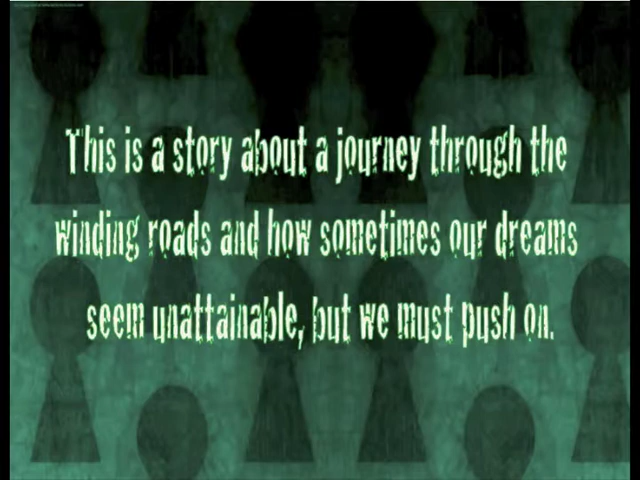 This is a story about a journey through the
winding roads and how sometimes our dreams
seem unattainable, but we must push on.